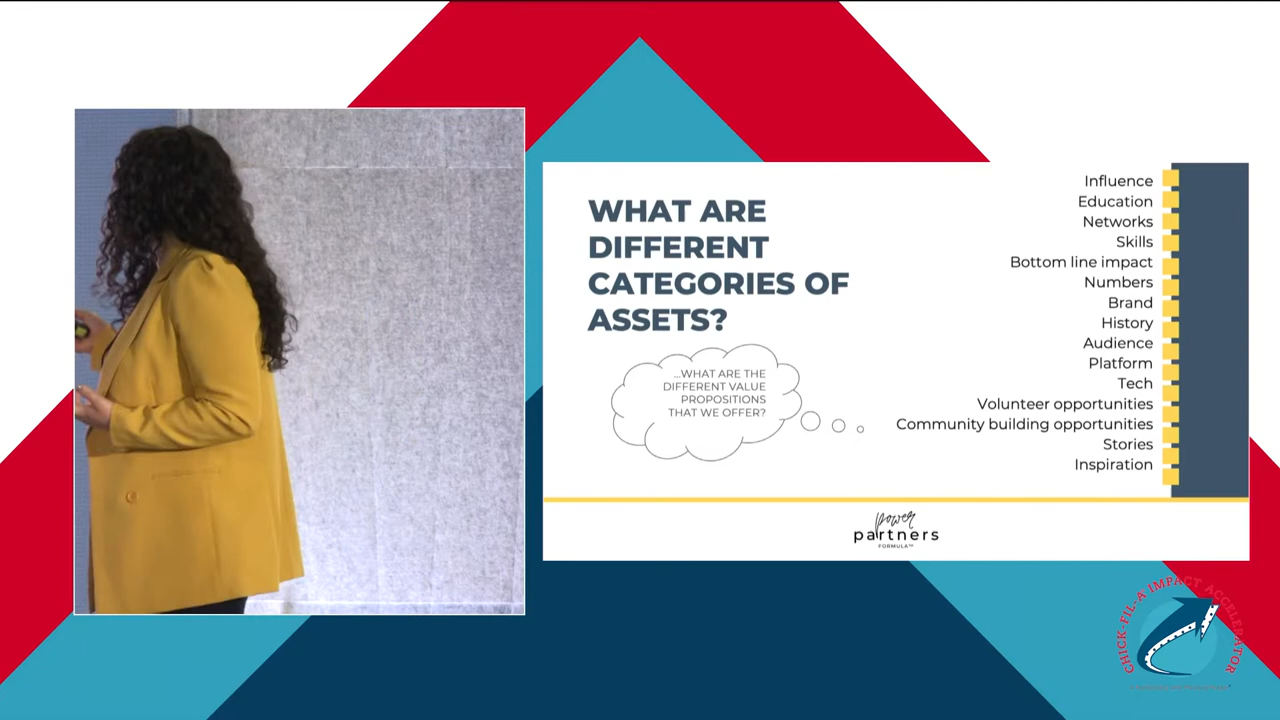 WHAT ARE
DIFFERENT
CATEGORIES OF
ASSETS?
...WHAT ARE THE
DIFFERENT VALUE
PROPOSITIONS
THAT WE OFFER?
Influence
Education
Networks
Skills
Bottom line impact
Numbers
Brand
History
Audience
Platform
Tech
Volunteer opportunities
Community building opportunities
Stories
Inspiration
power
partners
FORMULA™
CHICK-FIL-A IMPACT ACCELERATOR